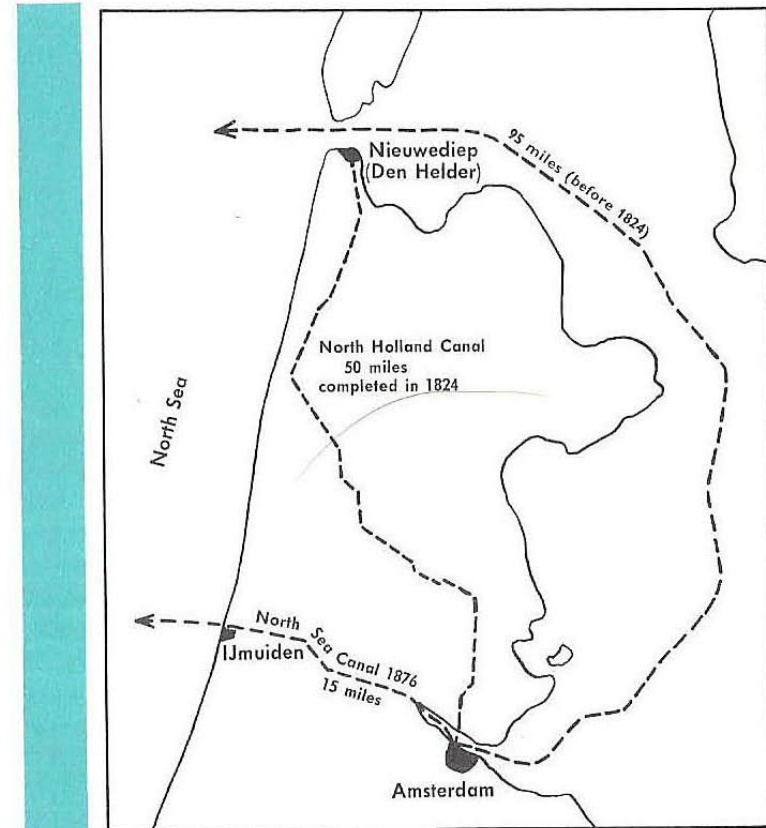 95 miles (before 1824)
Nieuwediep
(Den Helder)
North Holland Canal
50 miles
completed in 1824
North Sea
North Sea Canal 1876
15 miles
IJmuiden
Amsterdam